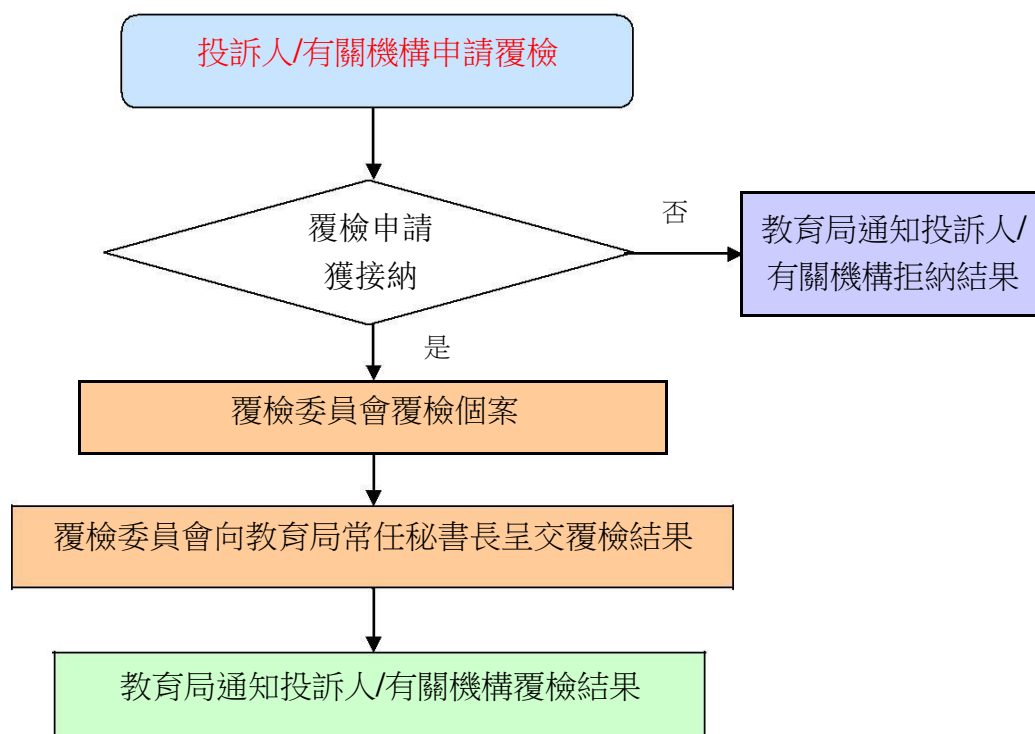 投訴人/有關機構申請覆檢
覆檢申請
獲接納
否
教育局通知投訴人/
有關機構拒納結果
是
覆檢委員會覆檢個案
覆檢委員會向教育局常任秘書長呈交覆檢結果
教育局通知投訴人/有關機構覆檢結果